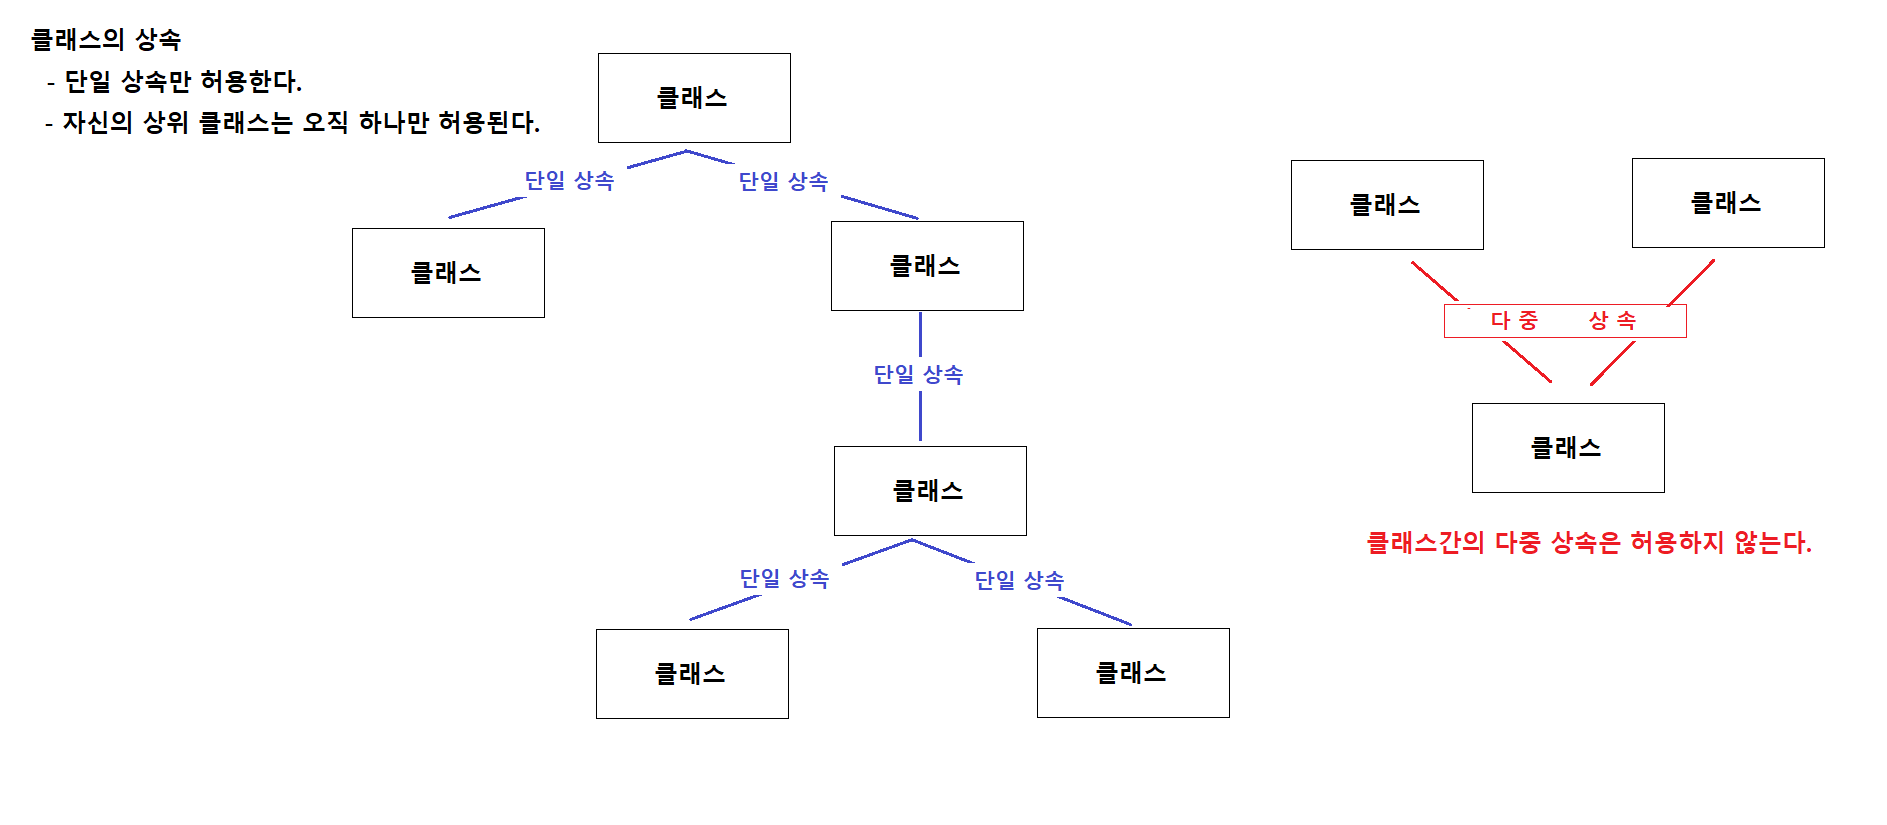 클래스의 상속
- 단일 상속만 허용한다.
- 자신의 상위 클래스는 오직 하나만 허용된다.
클래스
단일 상속
단일 상속
클래스
클래스
단일 상속
클래스
단일 상속
단일 상속
클래스
클래스
클래스
클래스
다 중 상 속
클래스
클래스간의 다중 상속은 허용하지 않는다.